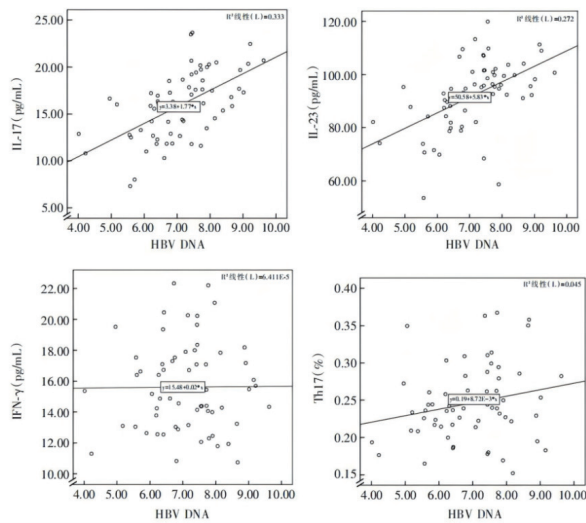 R²线性(L)=0.333
25.00
20.00
15.00
10.00
5.00
IL-17(pg/mL)
y=3.38+1.77*x
4.00 5.00 6.00 7.00 8.00 9.00 10.00
HBV DNA
R²线性(L)=0.272
120.00
100.00
80.00
60.00
IL-23(pg/mL)
y=50.58+5.83*x
4.00 5.00 6.00 7.00 8.00 9.00 10.00
HBV DNA
R²线性(L)=6.411E-5
22.00
20.00
18.00
16.00
14.00
12.00
10.00
IFN-γ(pg/mL)
y=15.48+0.02*x
4.00 5.00 6.00 7.00 8.00 9.00 10.00
HBV DNA
R²线性(L)=0.045
0.40
0.35
0.30
0.25
0.20
0.15
Th17(%)
y=0.19+8.72E-3*x
4.00 5.00 6.00 7.00 8.00 9.00 10.00
HBV DNA